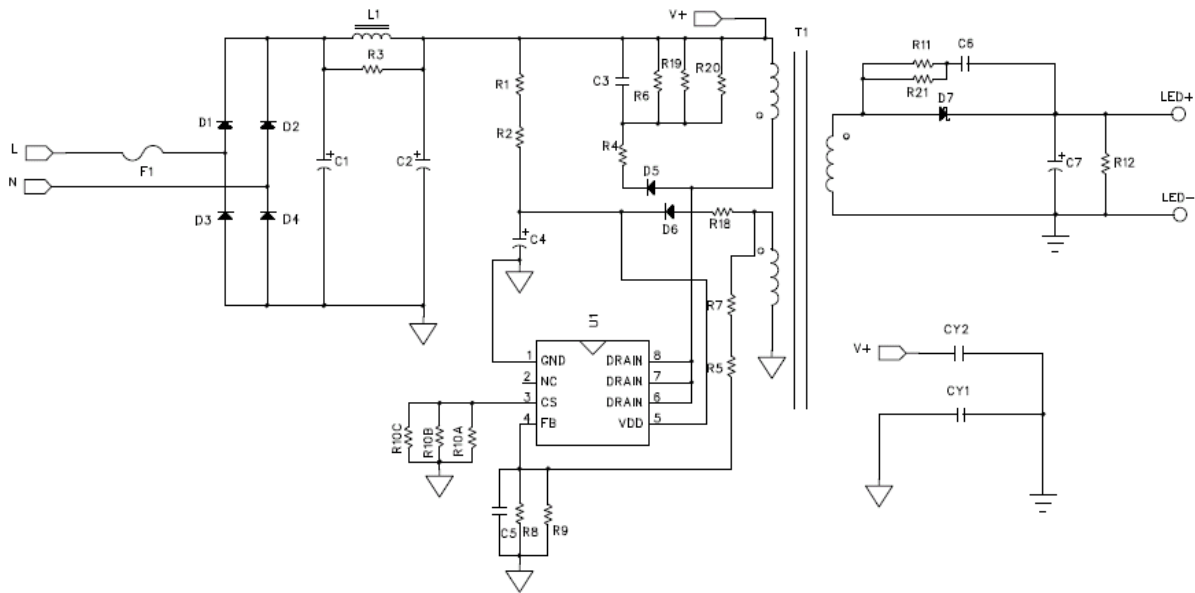 L1
V+
T1
R3
R11
C6
R1
C3
R6
R19
R20
R21
D7
LED+
D1
D2
R2
R4
L
F1
C1
C2
C7
R12
D5
N
D3
D4
LED-
D6
R18
C4
R7
U1
CY2
V+
R5
1 GND DRAIN 8
2 NC DRAIN 7
3 CS DRAIN 6
4 FB VDD 5
CY1
R10C
R10B
R10A
C5
R8
R9